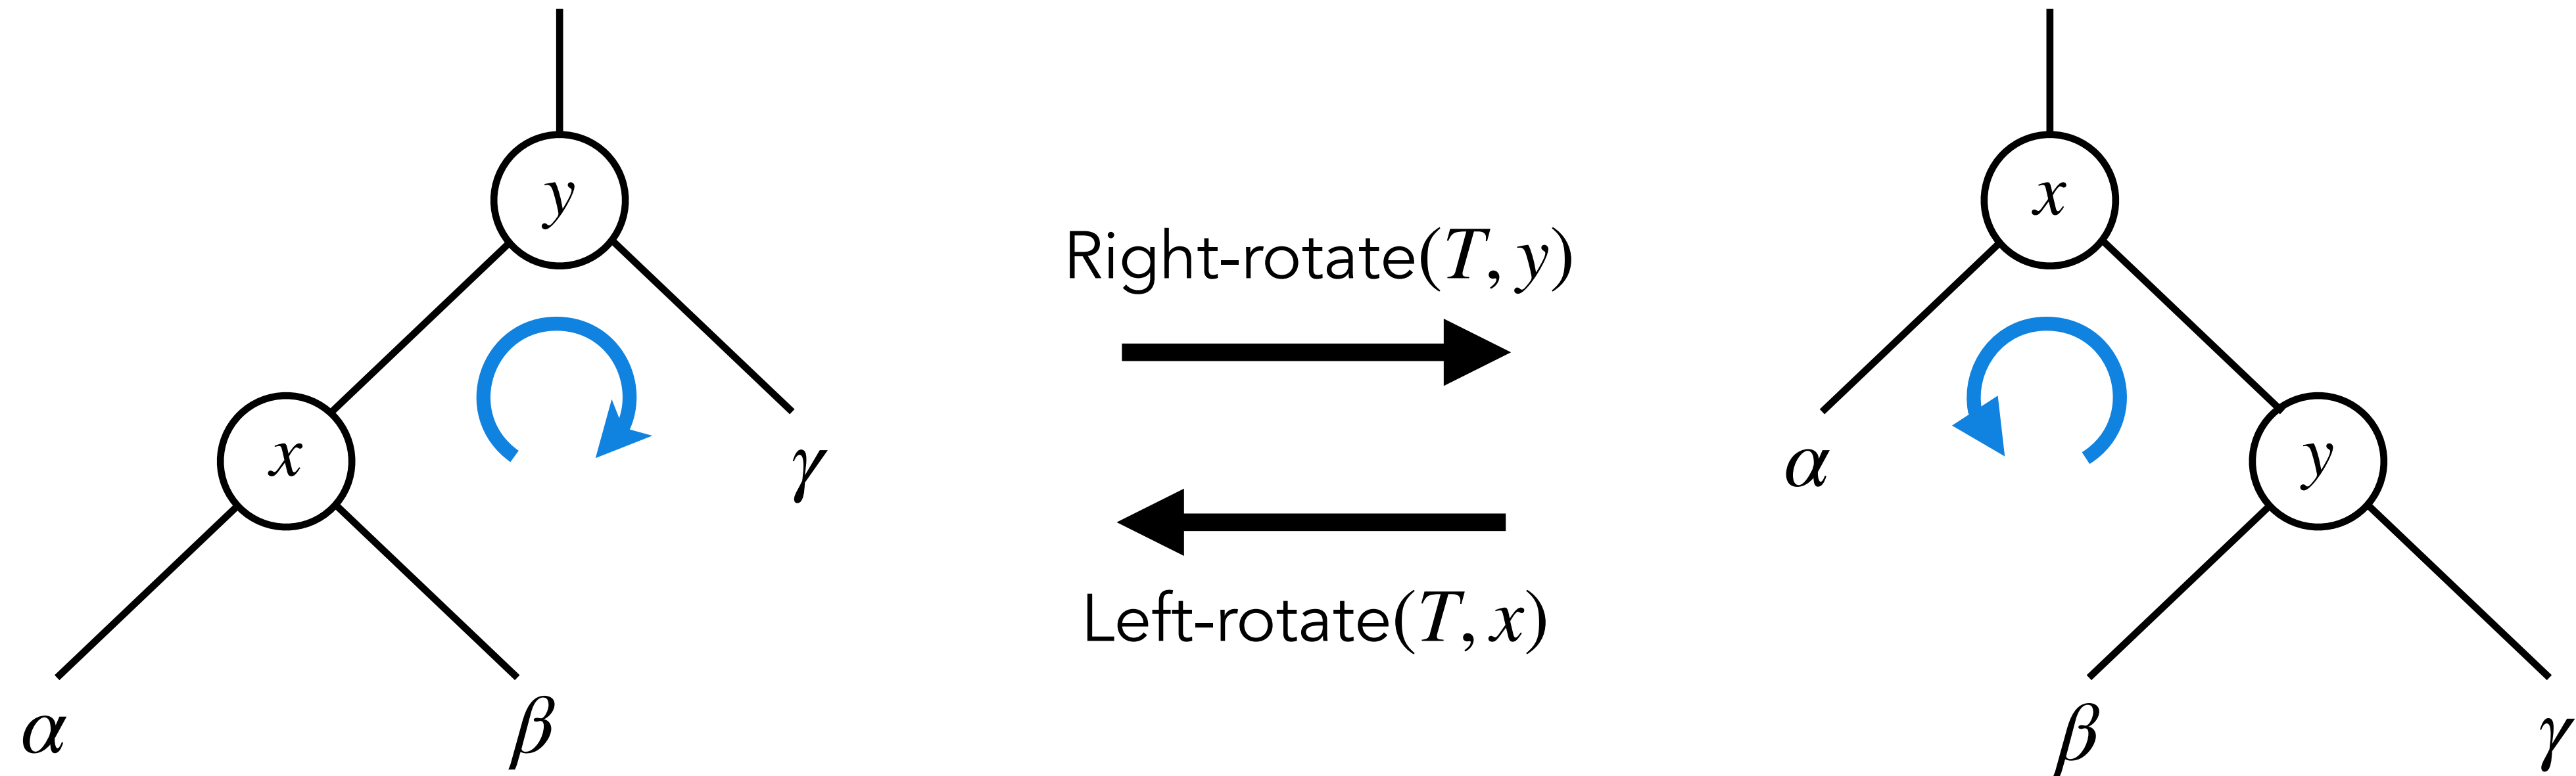 y
x
γ
α
β
Right-rotate(T, y)
Left-rotate(T, x)
x
α
y
β
γ